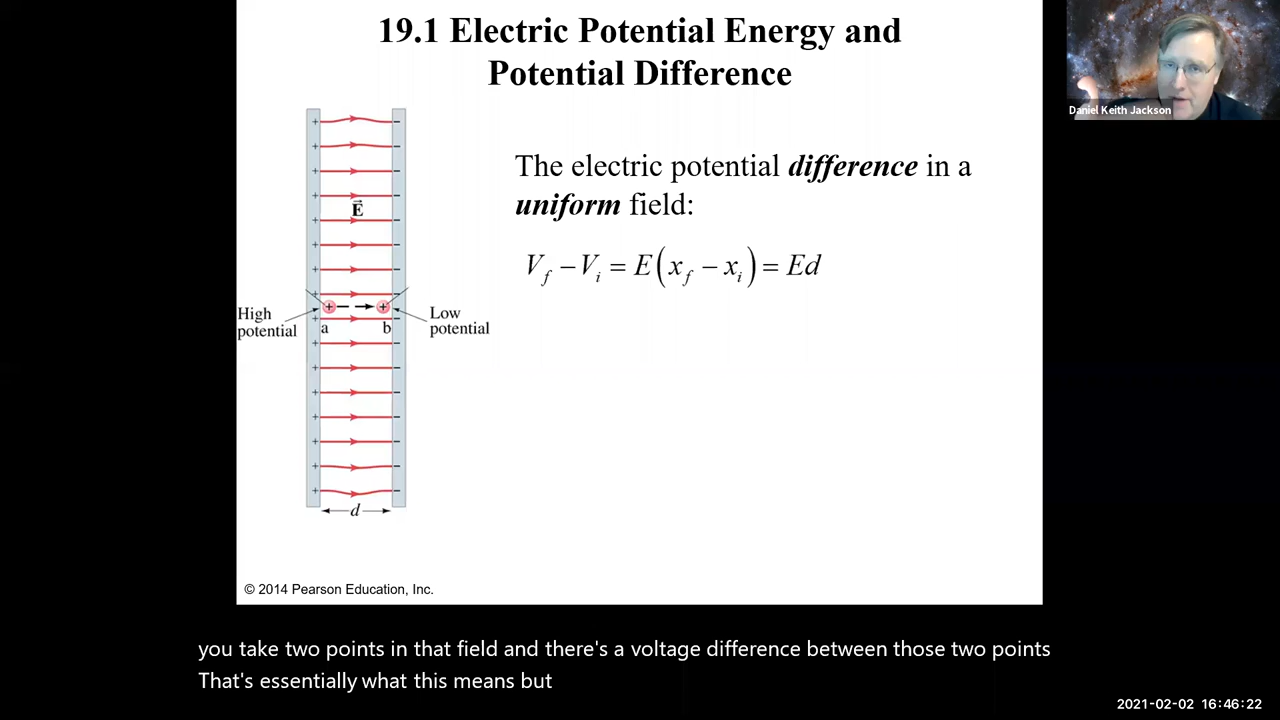 19.1 Electric Potential Energy and
Potential Difference
Daniel Keith Jackson
The electric potential difference in a
uniform field:
V_f − V_i = E(x_f − x_i) = Ed
E⃗
High
potential
a
b
Low
potential
d
© 2014 Pearson Education, Inc.
you take two points in that field and there's a voltage difference between those two points
That's essentially what this means but
2021-02-02 16:46:22